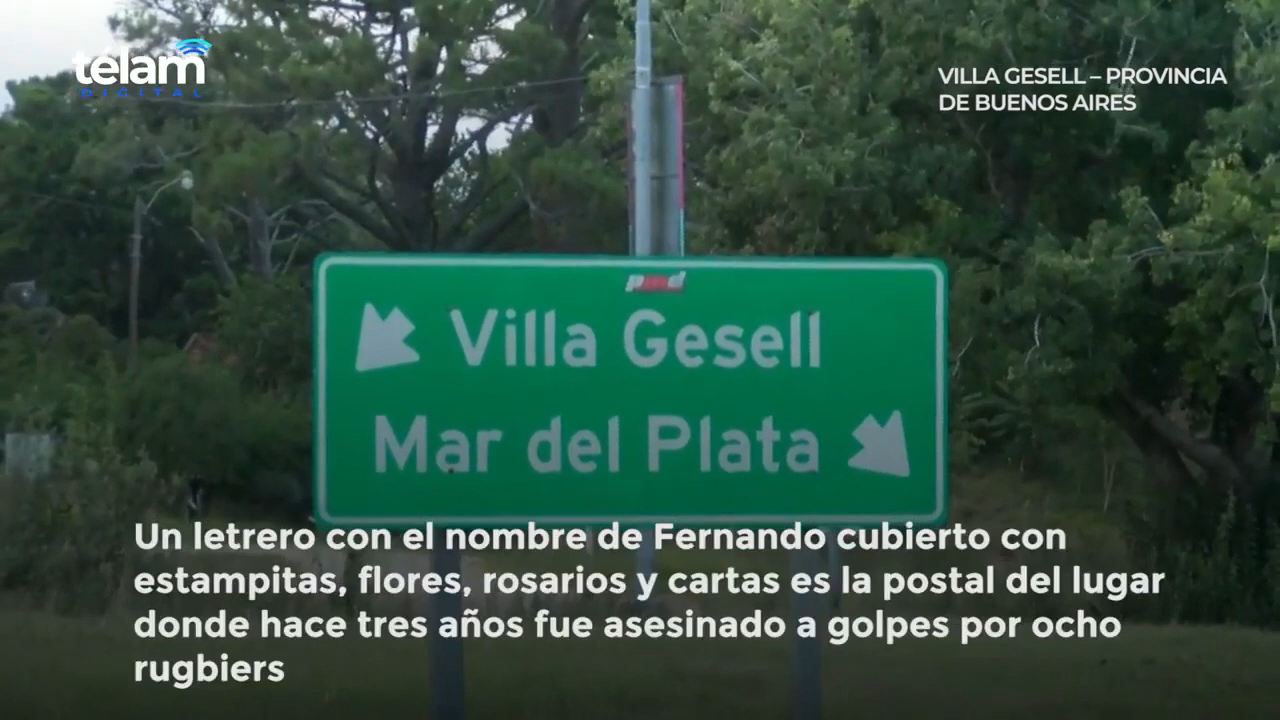 télam
DIGITAL
VILLA GESELL – PROVINCIA
DE BUENOS AIRES
pmd
Villa Gesell
Mar del Plata
Un letrero con el nombre de Fernando cubierto con
estampitas, flores, rosarios y cartas es la postal del lugar
donde hace tres años fue asesinado a golpes por ocho
rugbiers